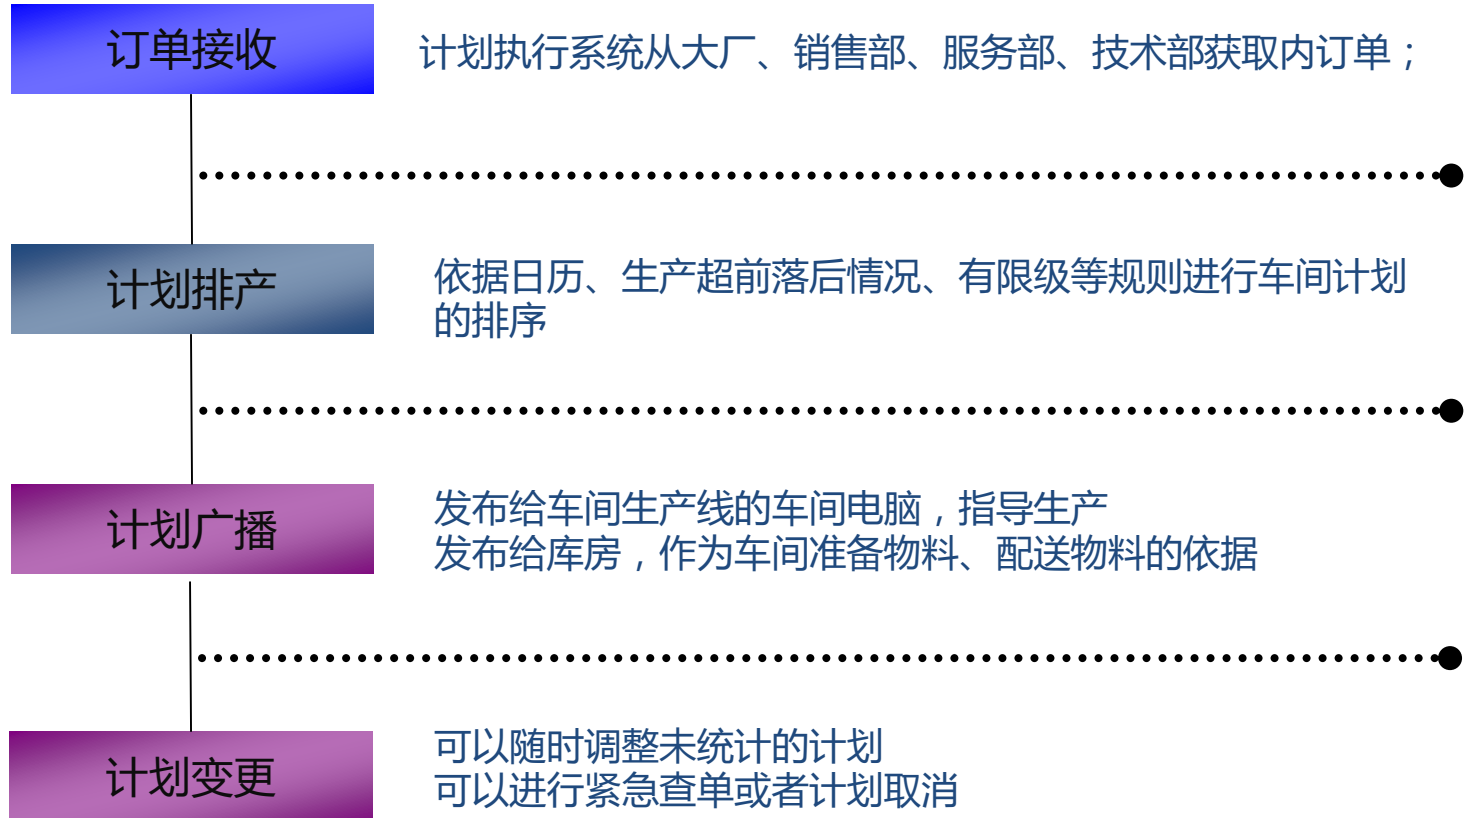 订单接收
计划执行系统从大厂、销售部、服务部、技术部获取内订单；
计划排产
依据日历、生产超前落后情况、有限级等规则进行车间计划
的排序
计划广播
发布给车间生产线的车间电脑，指导生产
发布给库房，作为车间准备物料、配送物料的依据
计划变更
可以随时调整未统计的计划
可以进行紧急查单或者计划取消